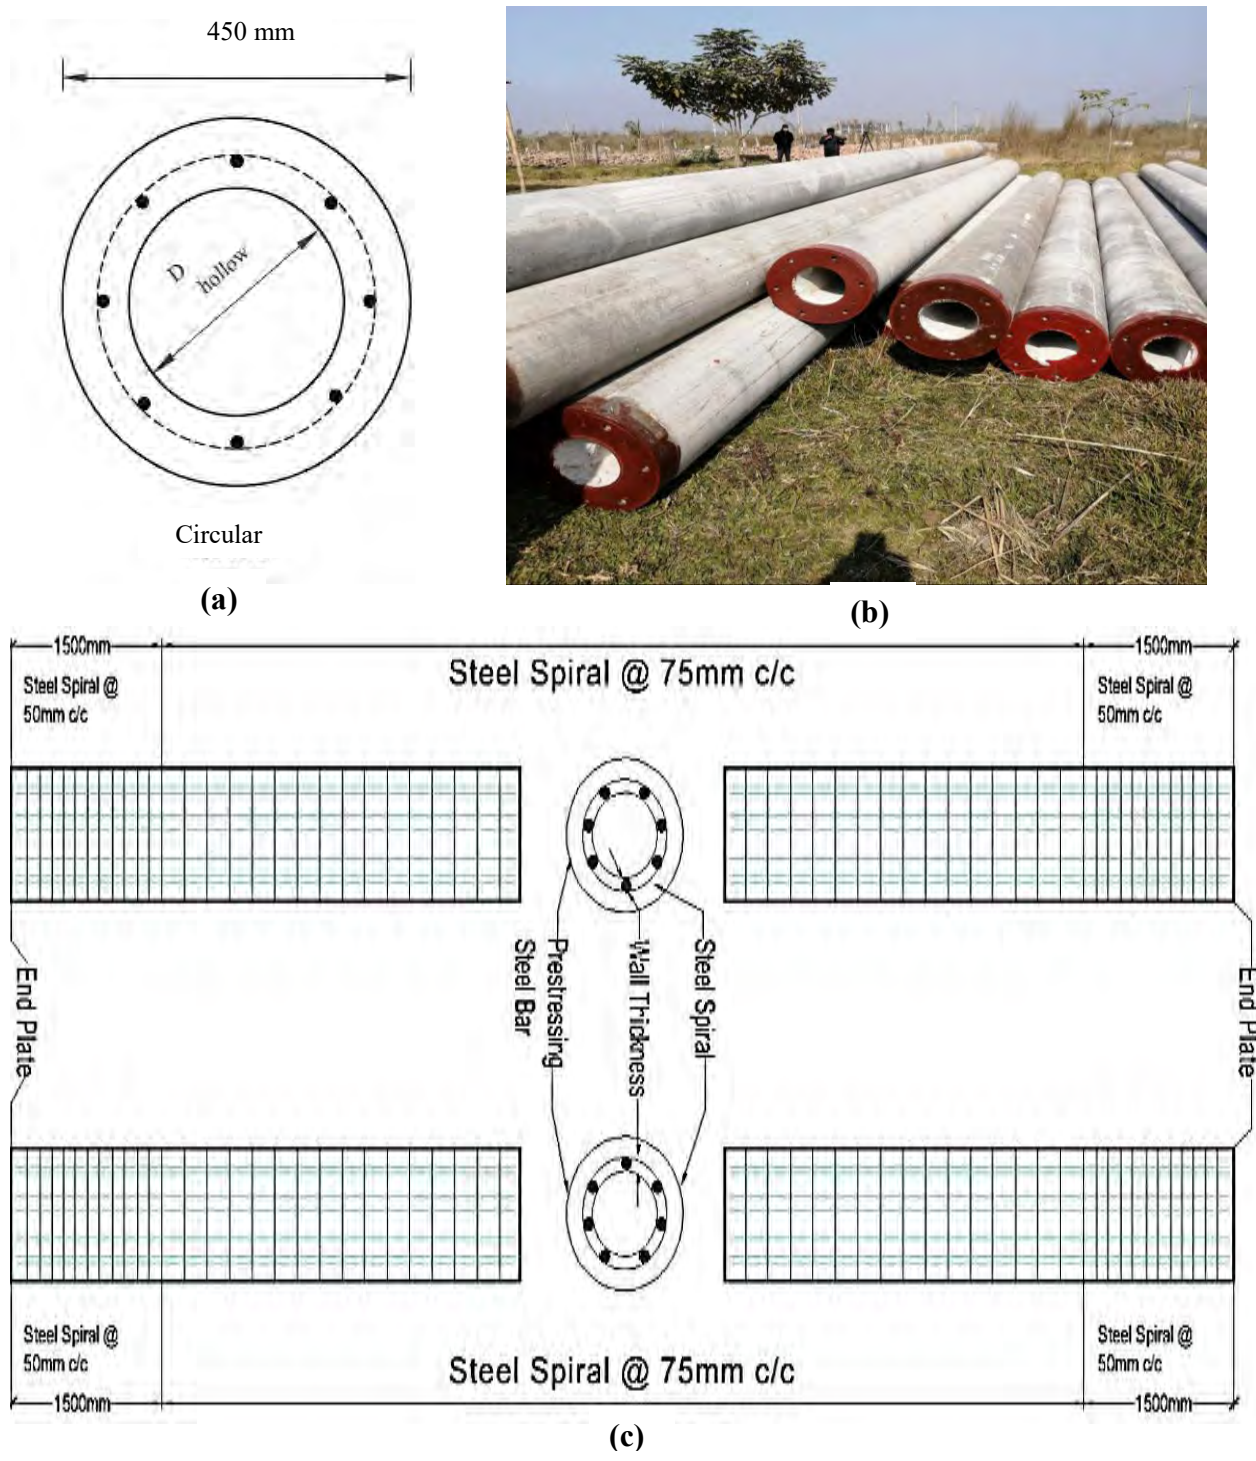 450 mm
D
hollow
Circular
(a)
(b)
1500mm
1500mm
Steel Spiral @ 75mm c/c
Steel Spiral @
50mm c/c
Steel Spiral @
50mm c/c
End Plate
Prestressing
Steel Bar
Wall Thickness
Steel Spiral
End Plate
Steel Spiral @
50mm c/c
Steel Spiral @
50mm c/c
Steel Spiral @ 75mm c/c
1500mm
1500mm
(c)